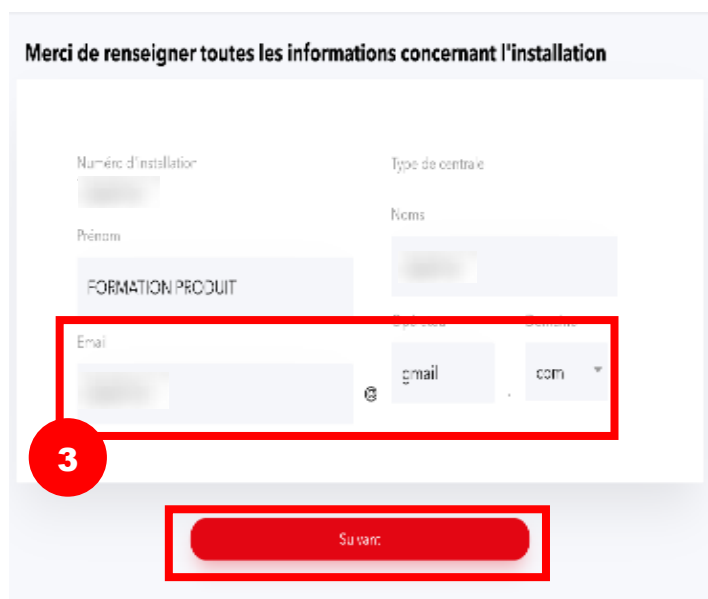 Merci de renseigner toutes les informations concernant l'installation
Numéro d'installation
Type de centrale
Prénom
Noms
FORMATION PRODUIT
Email
gmail
com
@
.
3
Suivant